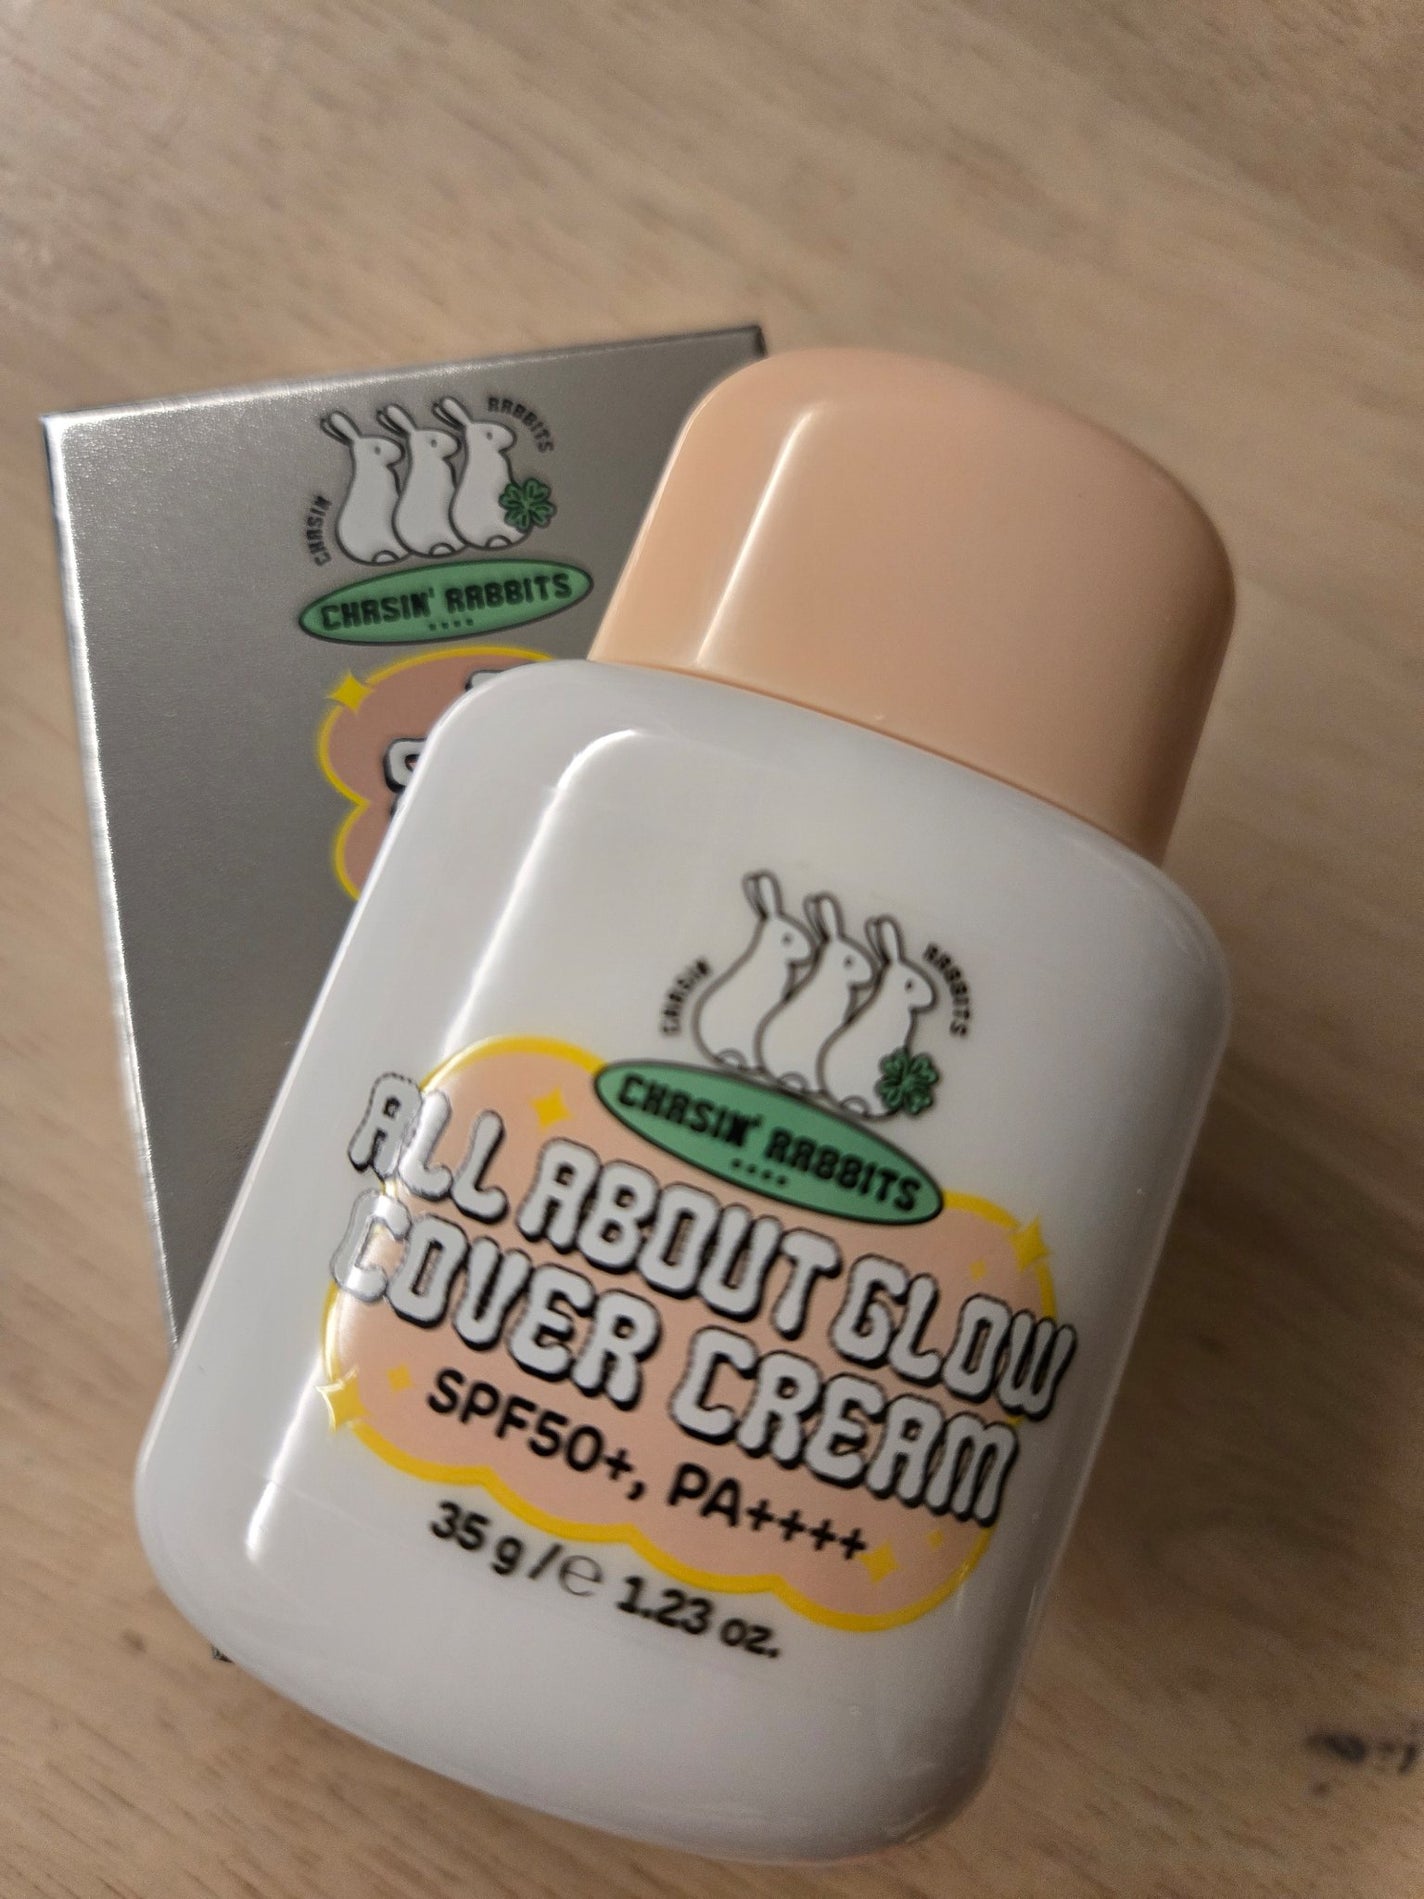 CHASIN' RABBITS
CHASIN' RABBITS
CHASIN' RABBITS
CHASIN' RABBITS
ALL ABOUT GLOW
COVER CREAM
SPF50+, PA++++
35 g / ℮ 1.23 oz.